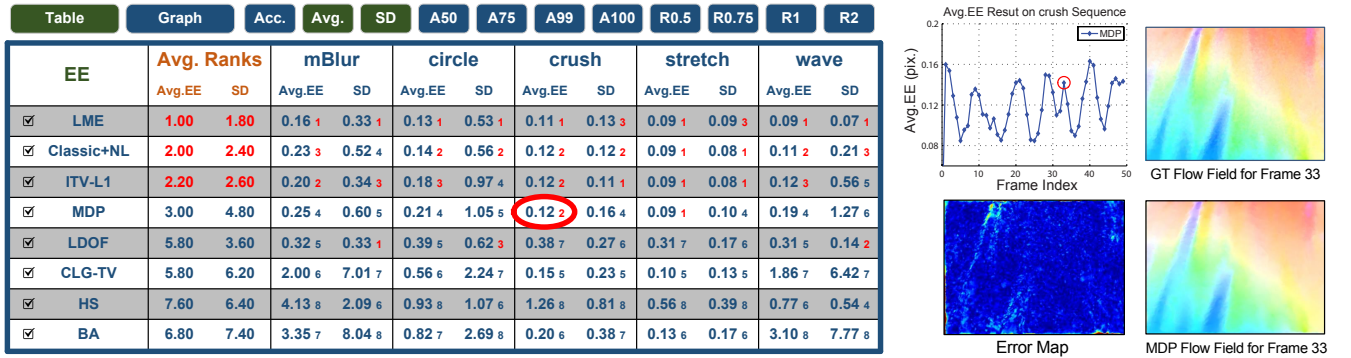 Table Graph Acc. Avg. SD A50 A75 A99 A100 R0.5 R0.75 R1 R2
EE Avg. Ranks mBlur circle crush stretch wave
Avg.EE SD Avg.EE SD Avg.EE SD Avg.EE SD Avg.EE SD Avg.EE SD
LME 1.00 1.80 0.16 1 0.33 1 0.13 1 0.53 1 0.11 1 0.13 3 0.09 1 0.09 3 0.09 1 0.07 1
Classic+NL 2.00 2.40 0.23 3 0.52 4 0.14 2 0.56 2 0.12 2 0.12 2 0.09 1 0.08 1 0.11 2 0.21 3
ITV-L1 2.20 2.60 0.20 2 0.34 3 0.18 3 0.97 4 0.12 2 0.11 1 0.09 1 0.08 1 0.12 3 0.56 5
MDP 3.00 4.80 0.25 4 0.60 5 0.21 4 1.05 5 0.12 2 0.16 4 0.09 1 0.10 4 0.19 4 1.27 6
LDOF 5.80 3.60 0.32 5 0.33 1 0.39 5 0.62 3 0.38 7 0.27 6 0.31 7 0.17 6 0.31 5 0.14 2
CLG-TV 5.80 6.20 2.00 6 7.01 7 0.56 6 2.24 7 0.15 5 0.23 5 0.10 5 0.13 5 1.86 7 6.42 7
HS 7.60 6.40 4.13 8 2.09 6 0.93 8 1.07 6 1.26 8 0.81 8 0.56 8 0.39 8 0.77 6 0.54 4
BA 6.80 7.40 3.35 7 8.04 8 0.82 7 2.69 8 0.20 6 0.38 7 0.13 6 0.17 6 3.10 8 7.77 8
Avg.EE Resut on crush Sequence
MDP
Avg.EE (pix.)
0.2
0.16
0.12
0.08
0 10 20 30 40 50
Frame Index
GT Flow Field for Frame 33
Error Map
MDP Flow Field for Frame 33